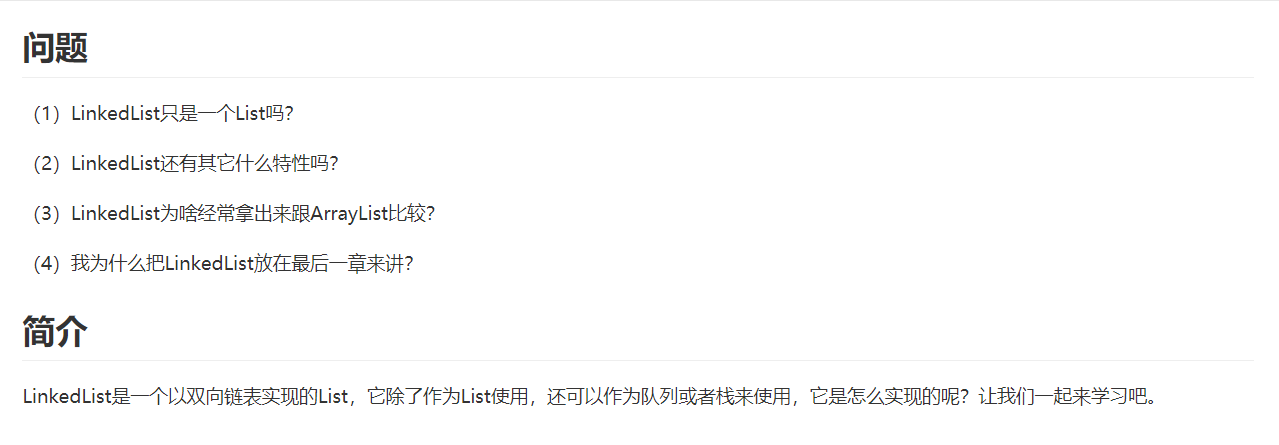 问题
（1）LinkedList只是一个List吗？
（2）LinkedList还有其它什么特性吗？
（3）LinkedList为啥经常拿出来跟ArrayList比较？
（4）我为什么把LinkedList放在最后一章来讲？
简介
LinkedList是一个以双向链表实现的List，它除了作为List使用，还可以作为队列或者栈来使用，它是怎么实现的呢？让我们一起来学习吧。